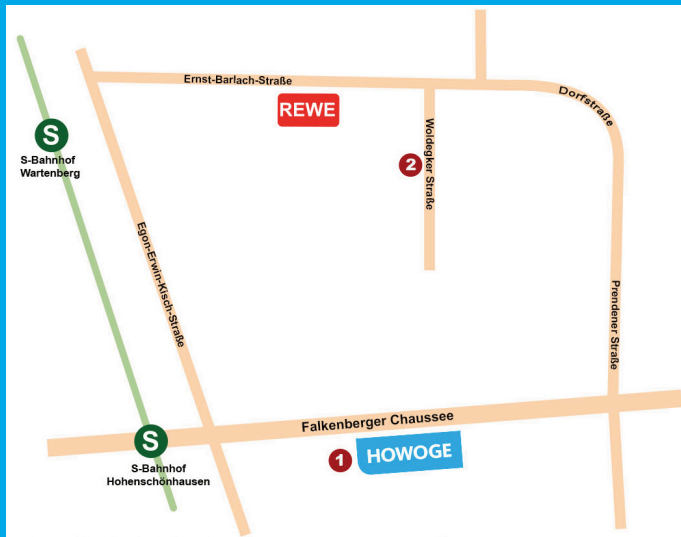 Ernst-Barlach-Straße
REWE
Dorfstraße
S
S-Bahnhof
Wartenberg
2
Woldegker Straße
Egon-Erwin-Kisch-Straße
Prendener Straße
Falkenberger Chaussee
S
S-Bahnhof
Hohenschönhausen
1
HOWOGE